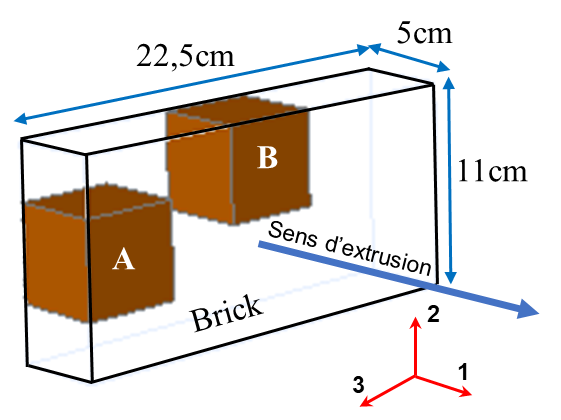 5cm
22,5cm
B
11cm
A
Sens d'extrusion
Brick
2
1
3